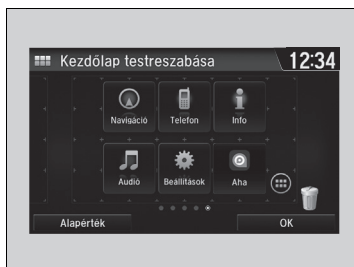 Kezdőlap testreszabása 12:34
Navigáció Telefon Info
Audió Beállítások Aha
Alapérték OK